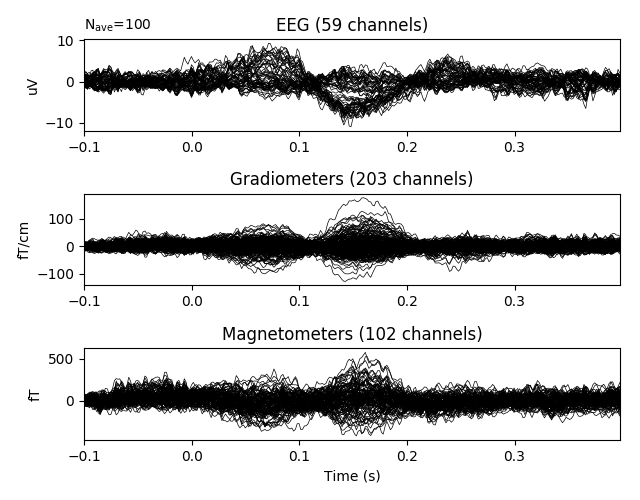 N_ave=100
EEG (59 channels)
10
0
−10
uV
−0.1 0.0 0.1 0.2 0.3
Gradiometers (203 channels)
100
0
−100
fT/cm
−0.1 0.0 0.1 0.2 0.3
Magnetometers (102 channels)
500
0
fT
−0.1 0.0 0.1 0.2 0.3
Time (s)